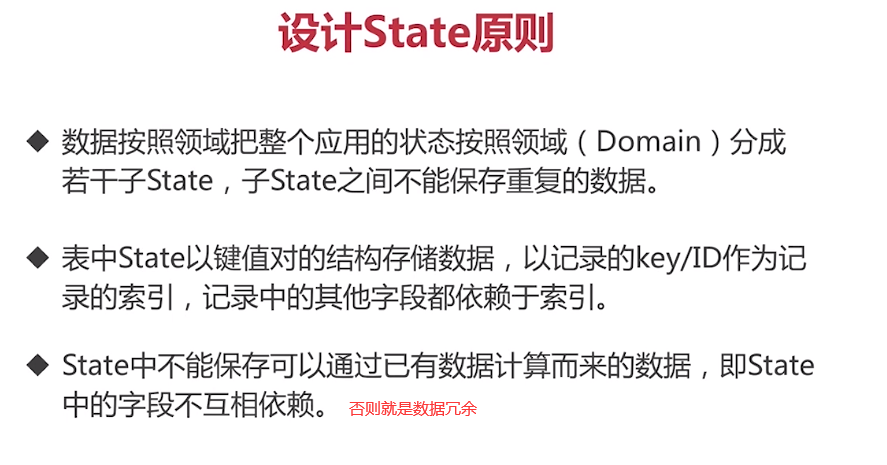 设计State原则
◆ 数据按照领域把整个应用的状态按照领域（Domain）分成
若干子State，子State之间不能保存重复的数据。
◆ 表中State以键值对的结构存储数据，以记录的key/ID作为记
录的索引，记录中的其他字段都依赖于索引。
◆ State中不能保存可以通过已有数据计算而来的数据，即State
中的字段不互相依赖。 否则就是数据冗余